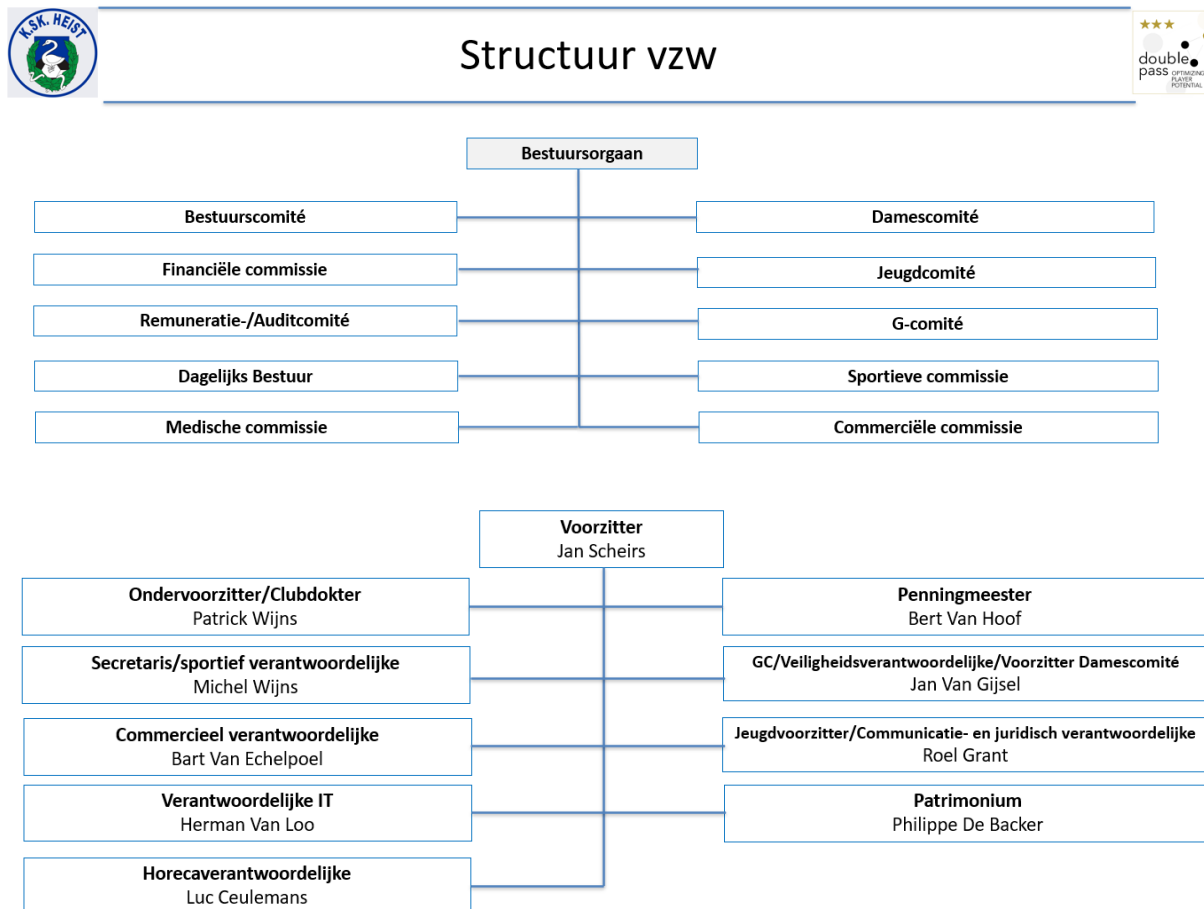 K.SK. HEIST
Structuur vzw
double
pass
OPTIMIZING
PLAYER
POTENTIAL
Bestuursorgaan
Bestuurscomité
Damescomité
Financiële commissie
Jeugdcomité
Remuneratie-/Auditcomité
G-comité
Dagelijks Bestuur
Sportieve commissie
Medische commissie
Commerciële commissie
Voorzitter
Jan Scheirs
Ondervoorzitter/Clubdokter
Patrick Wijns
Penningmeester
Bert Van Hoof
Secretaris/sportief verantwoordelijke
Michel Wijns
GC/Veiligheidsverantwoordelijke/Voorzitter Damescomité
Jan Van Gijsel
Commercieel verantwoordelijke
Bart Van Echelpoel
Jeugdvoorzitter/Communicatie- en juridisch verantwoordelijke
Roel Grant
Verantwoordelijke IT
Herman Van Loo
Patrimonium
Philippe De Backer
Horecaverantwoordelijke
Luc Ceulemans